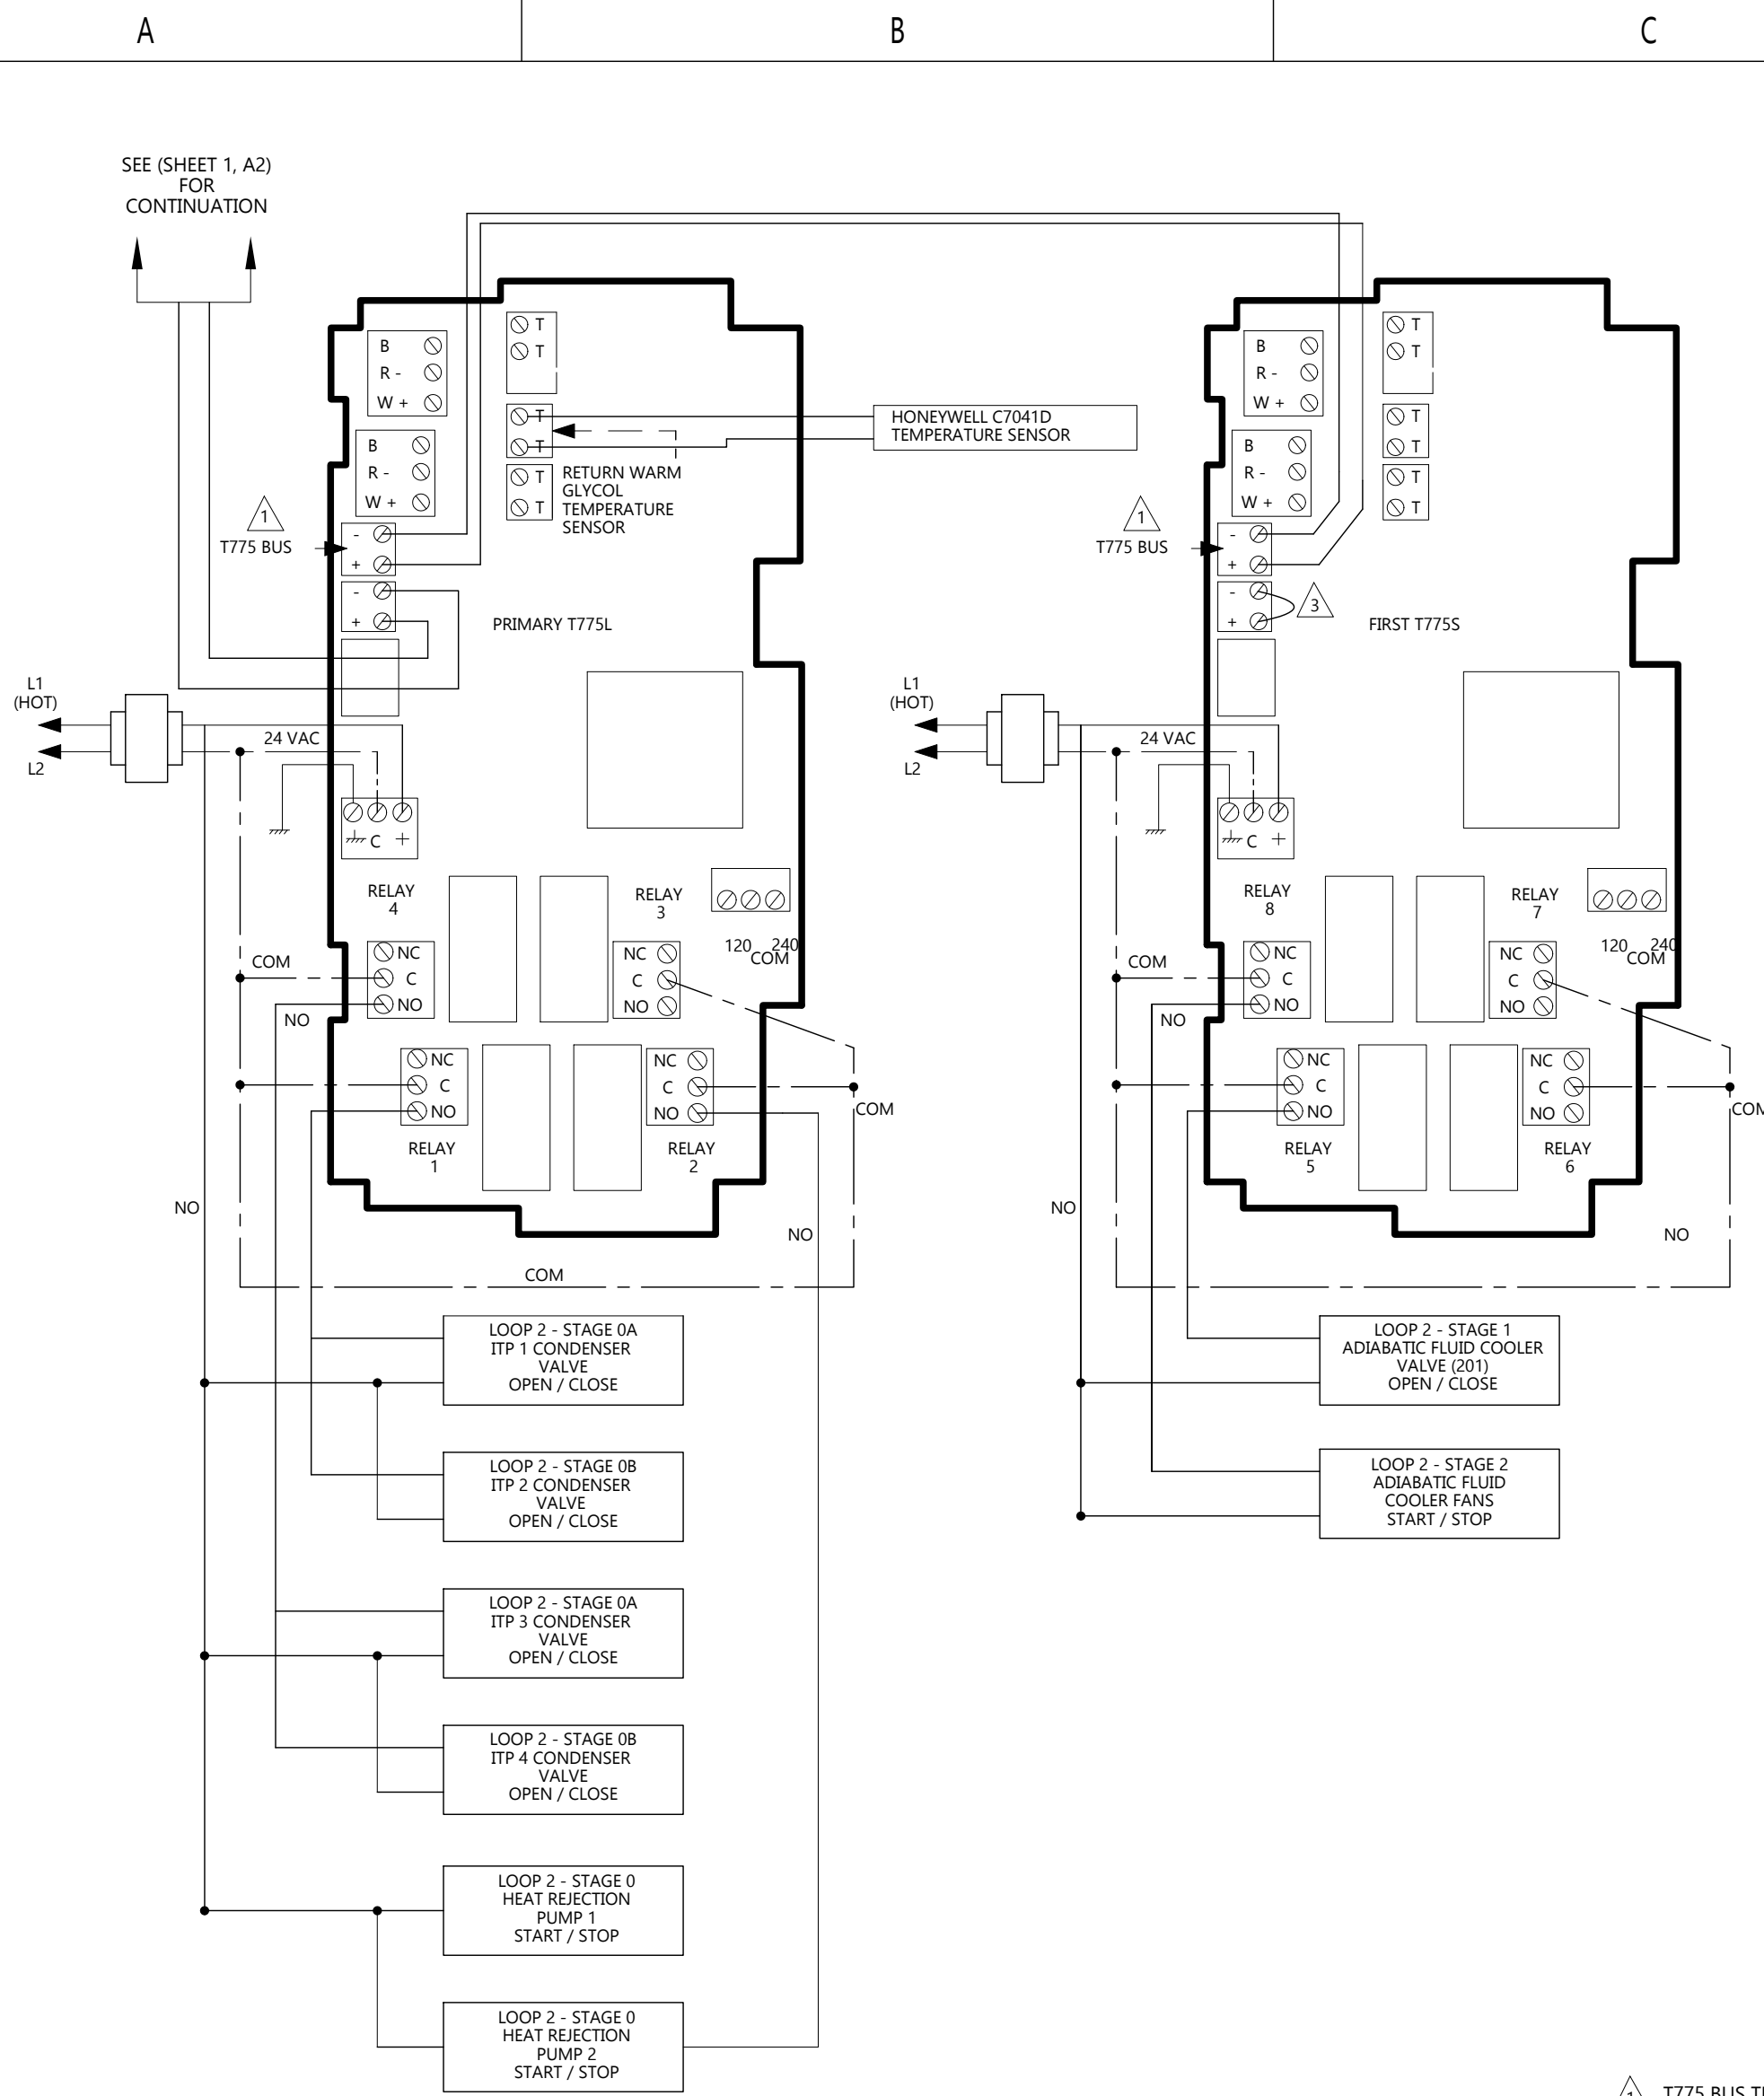 A
B
C
SEE (SHEET 1, A2)
FOR
CONTINUATION
B
R -
W +
B
R -
W +
T
T
T
T
T
T
HONEYWELL C7041D
TEMPERATURE SENSOR
RETURN WARM
GLYCOL
TEMPERATURE
SENSOR
1
T775 BUS
-
+
-
+
PRIMARY T775L
L1
(HOT)
L2
24 VAC
C +
RELAY
4
RELAY
3
120 COM 240
NC
C
NO
NC
C
NO
COM
NO
NC
C
NO
NC
C
NO
COM
RELAY
1
RELAY
2
NO
NO
COM
LOOP 2 - STAGE 0A
ITP 1 CONDENSER
VALVE
OPEN / CLOSE
LOOP 2 - STAGE 0B
ITP 2 CONDENSER
VALVE
OPEN / CLOSE
LOOP 2 - STAGE 0A
ITP 3 CONDENSER
VALVE
OPEN / CLOSE
LOOP 2 - STAGE 0B
ITP 4 CONDENSER
VALVE
OPEN / CLOSE
LOOP 2 - STAGE 0
HEAT REJECTION
PUMP 1
START / STOP
LOOP 2 - STAGE 0
HEAT REJECTION
PUMP 2
START / STOP
B
R -
W +
B
R -
W +
T
T
T
T
T
T
1
T775 BUS
-
+
-
+
3
FIRST T775S
L1
(HOT)
L2
24 VAC
C +
RELAY
8
RELAY
7
120 COM 240
NC
C
NO
NC
C
NO
COM
NO
NC
C
NO
NC
C
NO
COM
RELAY
5
RELAY
6
NO
NO
LOOP 2 - STAGE 1
ADIABATIC FLUID COOLER
VALVE (201)
OPEN / CLOSE
LOOP 2 - STAGE 2
ADIABATIC FLUID
COOLER FANS
START / STOP
1 T775 BUS